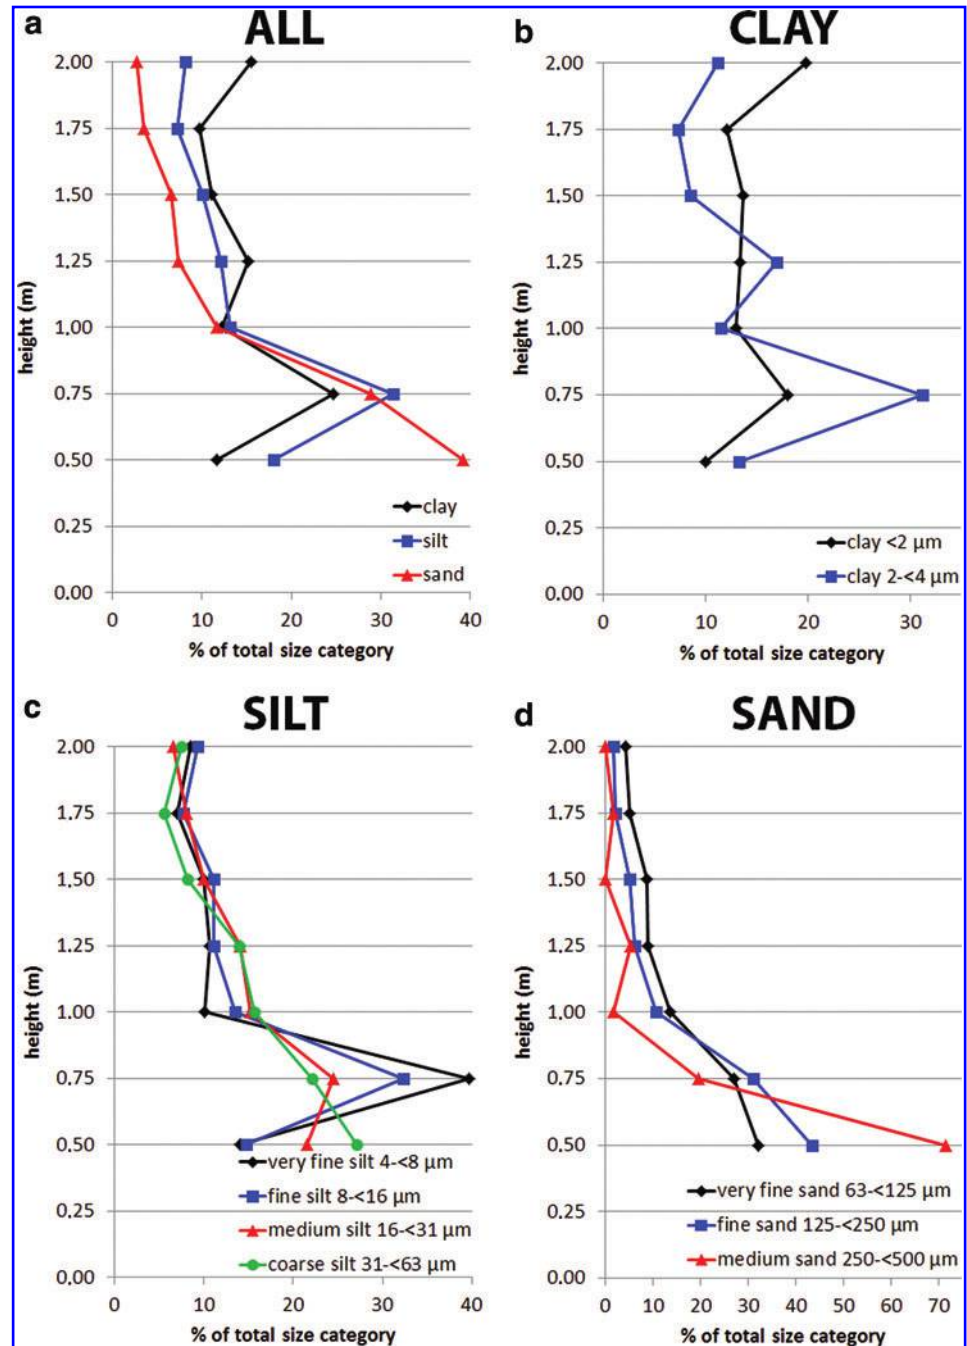 a
ALL
2.00
1.75
1.50
1.25
1.00
0.75
0.50
0.25
0.00
height (m)
clay
silt
sand
0 10 20 30 40
% of total size category
b
CLAY
2.00
1.75
1.50
1.25
1.00
0.75
0.50
0.25
0.00
height (m)
clay <2 µm
clay 2-<4 µm
0 10 20 30
% of total size category
c
SILT
2.00
1.75
1.50
1.25
1.00
0.75
0.50
0.25
0.00
height (m)
very fine silt 4-<8 µm
fine silt 8-<16 µm
medium silt 16-<31 µm
coarse silt 31-<63 µm
0 10 20 30 40
% of total size category
d
SAND
2.00
1.75
1.50
1.25
1.00
0.75
0.50
0.25
0.00
height (m)
very fine sand 63-<125 µm
fine sand 125-<250 µm
medium sand 250-<500 µm
0 10 20 30 40 50 60 70
% of total size category